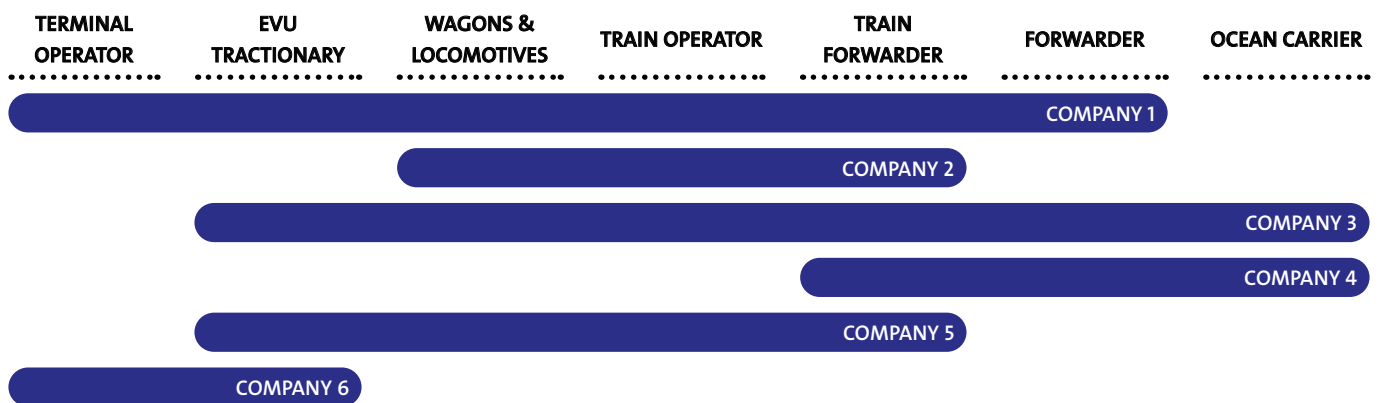 TERMINAL
OPERATOR
EVU
TRACTIONARY
WAGONS &
LOCOMOTIVES
TRAIN OPERATOR
TRAIN
FORWARDER
FORWARDER
OCEAN CARRIER
COMPANY 1
COMPANY 2
COMPANY 3
COMPANY 4
COMPANY 5
COMPANY 6